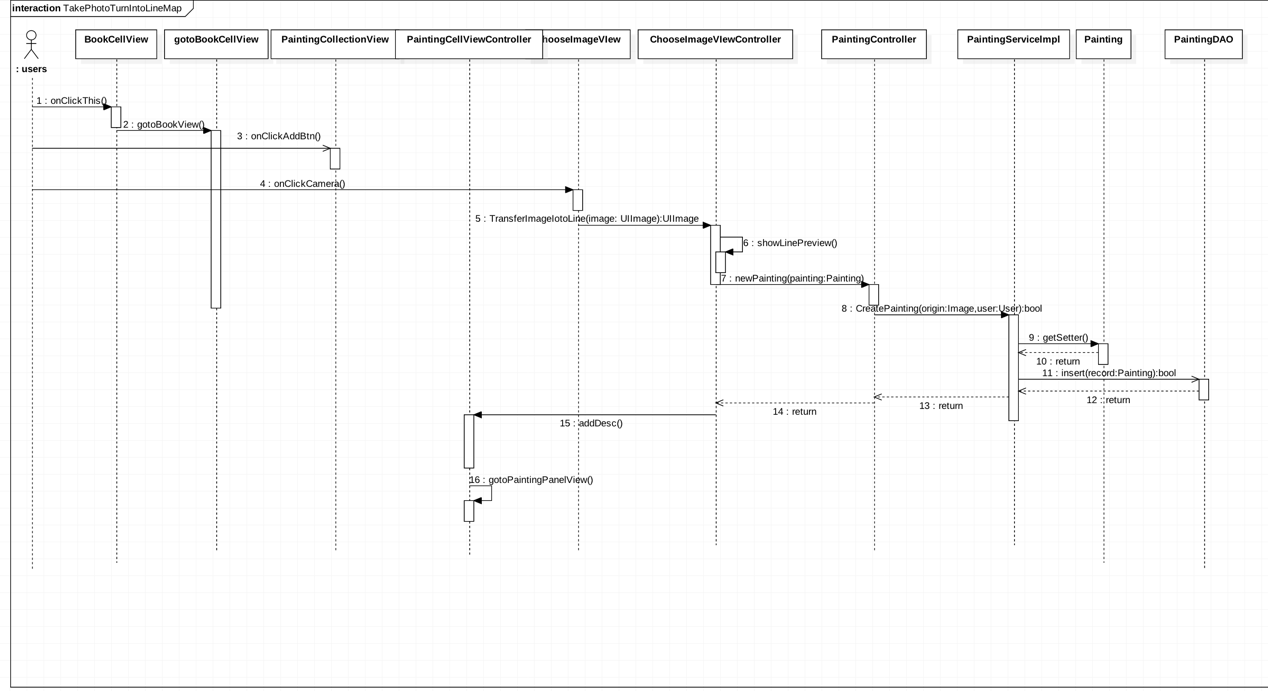 interaction TakePhotoTurnIntoLineMap
: users
BookCellView
gotoBookCellView
PaintingCollectionView
PaintingCellViewController
hooseImageVIew
ChooseImageVIewController
PaintingController
PaintingServiceImpl
Painting
PaintingDAO
1 : onClickThis()
2 : gotoBookView()
3 : onClickAddBtn()
4 : onClickCamera()
5 : TransferImageIotoLine(image: UIImage):UIImage
6 : showLinePreview()
7 : newPainting(painting:Painting)
8 : CreatePainting(origin:Image,user:User):bool
9 : getSetter()
10 : return
11 : insert(record:Painting):bool
12 : return
13 : return
14 : return
15 : addDesc()
16 : gotoPaintingPanelView()